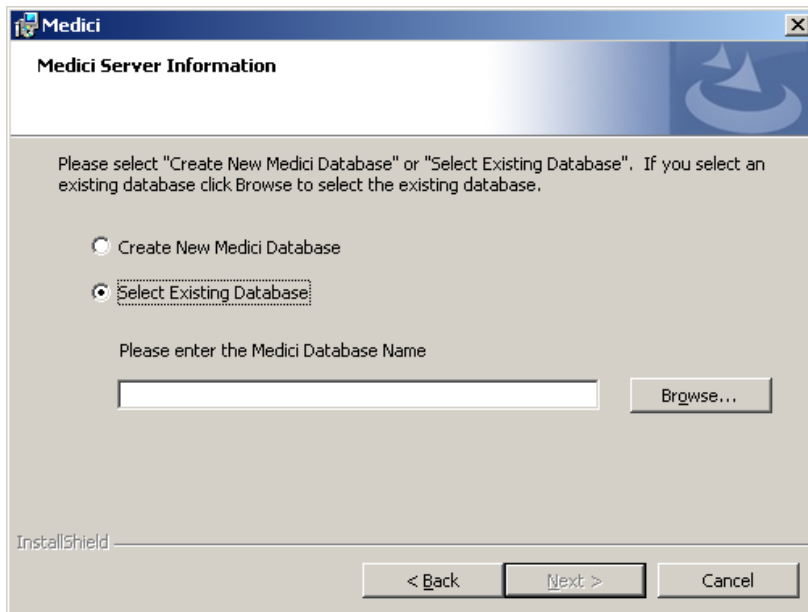 Medici
Medici Server Information
Please select "Create New Medici Database" or "Select Existing Database".  If you select an
existing database click Browse to select the existing database.
Create New Medici Database
Select Existing Database
Please enter the Medici Database Name
Browse...
InstallShield
< Back
Next >
Cancel